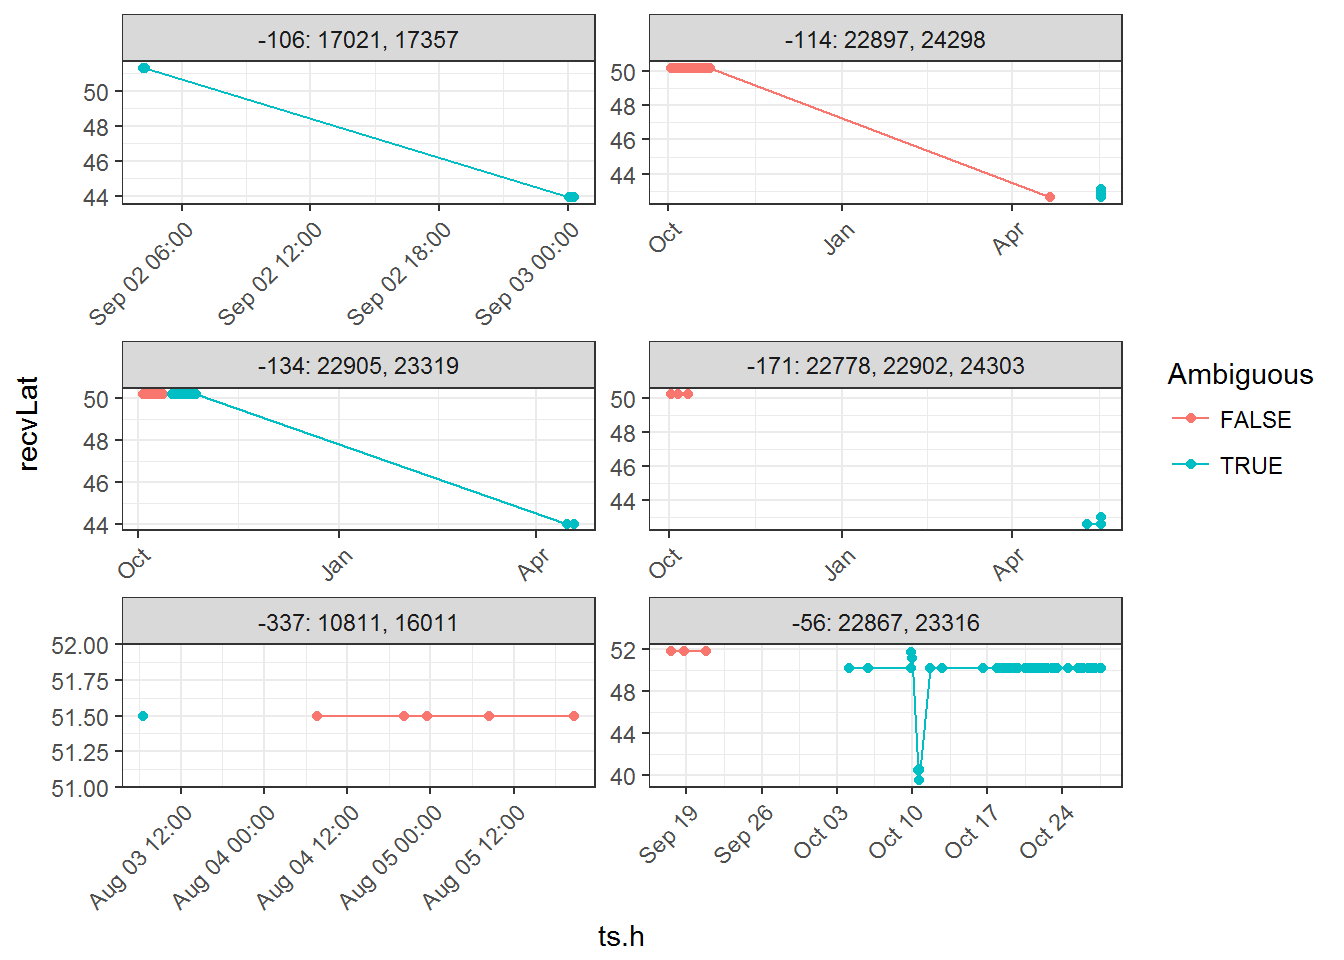 -106: 17021, 17357
-114: 22897, 24298
50
48
46
44
50
48
46
44
Sep 02 06:00
Sep 02 12:00
Sep 02 18:00
Sep 03 00:00
Oct
Jan
Apr
-134: 22905, 23319
-171: 22778, 22902, 24303
50
48
46
44
50
48
46
44
Oct
Jan
Apr
Oct
Jan
Apr
-337: 10811, 16011
-56: 22867, 23316
52.00
51.75
51.50
51.25
51.00
52
48
44
40
Aug 03 12:00
Aug 04 00:00
Aug 04 12:00
Aug 05 00:00
Aug 05 12:00
Sep 19
Sep 26
Oct 03
Oct 10
Oct 17
Oct 24
recvLat
ts.h
Ambiguous
FALSE
TRUE